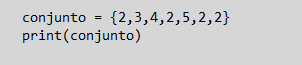 conjunto = {2,3,4,2,5,2,2}
print(conjunto)